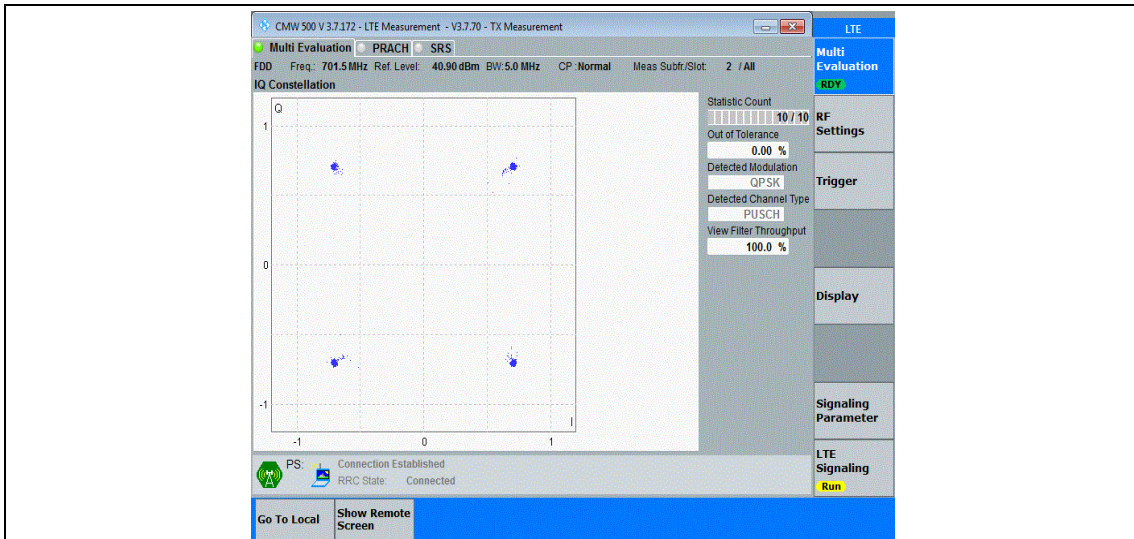 CMW 500 V 3.7.172 - LTE Measurement - V3.7.70 - TX Measurement
LTE
Multi Evaluation PRACH SRS
FDD Freq.: 701.5 MHz Ref. Level: 40.90 dBm BW: 5.0 MHz CP :Normal Meas Subfr./Slot: 2 / All
IQ Constellation
Q
1
0
-1
I
-1 0 1
Statistic Count
10 / 10
Out of Tolerance
0.00 %
Detected Modulation
QPSK
Detected Channel Type
PUSCH
View Filter Throughput
100.0 %
Multi
Evaluation
RDY
RF
Settings
Trigger
Display
Signaling
Parameter
LTE
Signaling
Run
PS: Connection Established
RRC State: Connected
Go To Local
Show Remote
Screen